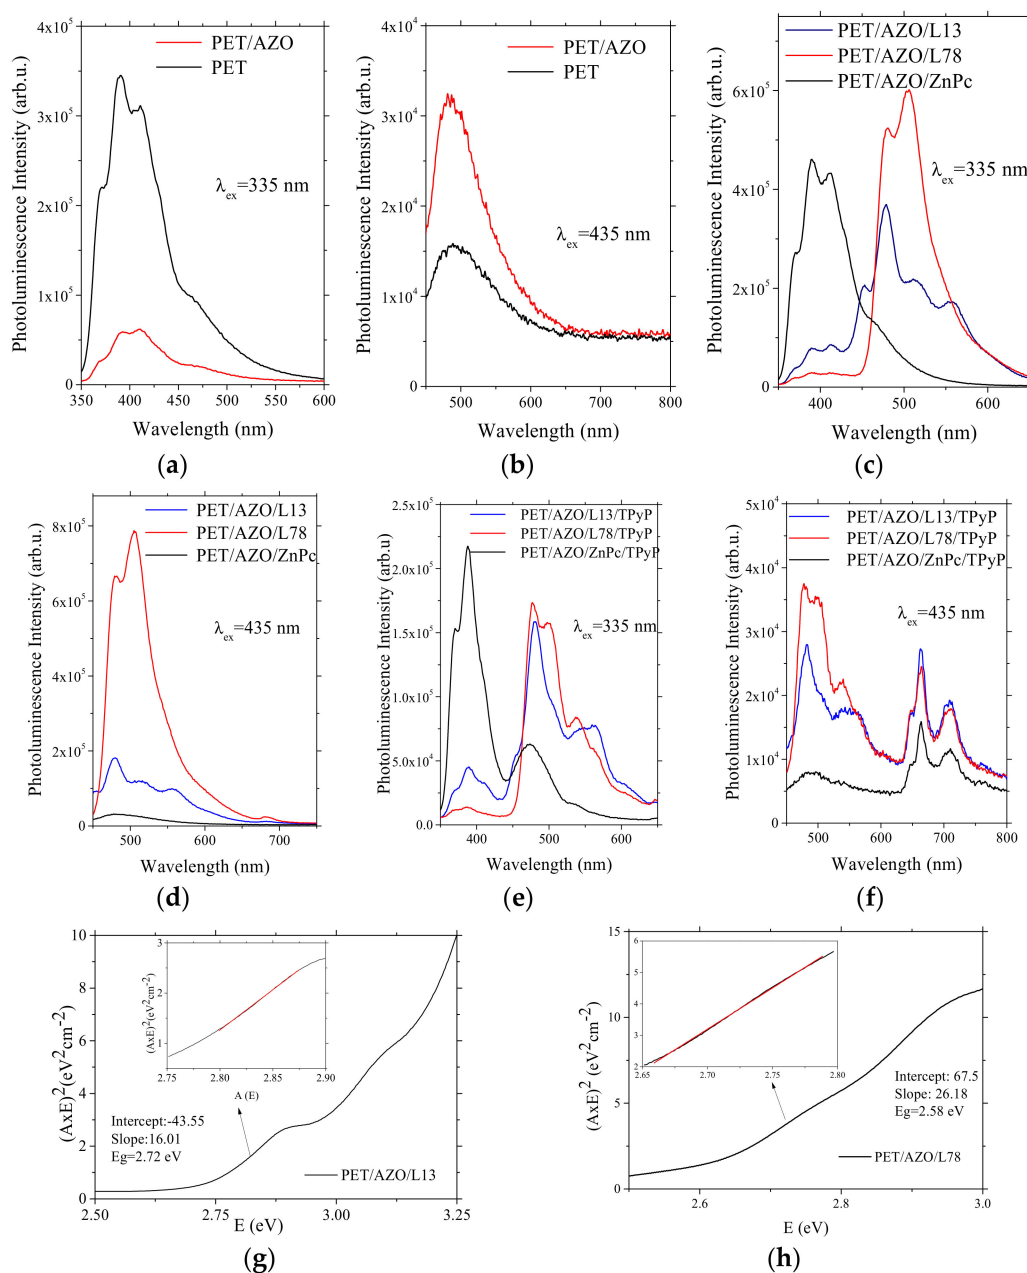 PET/AZO
PET
λex=335 nm
Photoluminescence Intensity (arb.u.)
4x10^5
3x10^5
2x10^5
1x10^5
0
350 400 450 500 550 600
Wavelength (nm)
(a)
PET/AZO
PET
λex=435 nm
Photoluminescence Intensity (arb.u.)
4x10^4
3x10^4
2x10^4
1x10^4
0
500 600 700 800
Wavelength (nm)
(b)
PET/AZO/L13
PET/AZO/L78
PET/AZO/ZnPc
λex=335 nm
Photoluminescence Intensity (arb.u.)
6x10^5
4x10^5
2x10^5
0
400 500 600
Wavelength (nm)
(c)
PET/AZO/L13
PET/AZO/L78
PET/AZO/ZnPc
λex=435 nm
Photoluminescence Intensity (arb.u.)
8x10^5
6x10^5
4x10^5
2x10^5
0
500 600 700
Wavelength (nm)
(d)
PET/AZO/L13/TPyP
PET/AZO/L78/TPyP
PET/AZO/ZnPc/TPyP
λex=335 nm
Photoluminescence Intensity (arb.u.)
2.5x10^5
2.0x10^5
1.5x10^5
1.0x10^5
5.0x10^4
0.0
400 500 600
Wavelength (nm)
(e)
PET/AZO/L13/TPyP
PET/AZO/L78/TPyP
PET/AZO/ZnPc/TPyP
λex=435 nm
Photoluminescence Intensity (arb.u.)
5x10^4
4x10^4
3x10^4
2x10^4
1x10^4
0
500 600 700 800
Wavelength (nm)
(f)
(AxE)^2(eV^2cm^-2)
10
8
6
4
2
0
2.50 2.75 3.00 3.25
E (eV)
(AxE)^2(eV^2cm^-2)
3
2
1
2.75 2.80 2.85 2.90
A (E)
Intercept:-43.55
Slope:16.01
Eg=2.72 eV
PET/AZO/L13
(g)
(AxE)^2 (eV^2cm^-2)
15
10
5
0
2.6 2.8 3.0
E (eV)
6
5
4
3
2
2.65 2.70 2.75 2.80
Intercept: 67.5
Slope: 26.18
Eg=2.58 eV
PET/AZO/L78
(h)